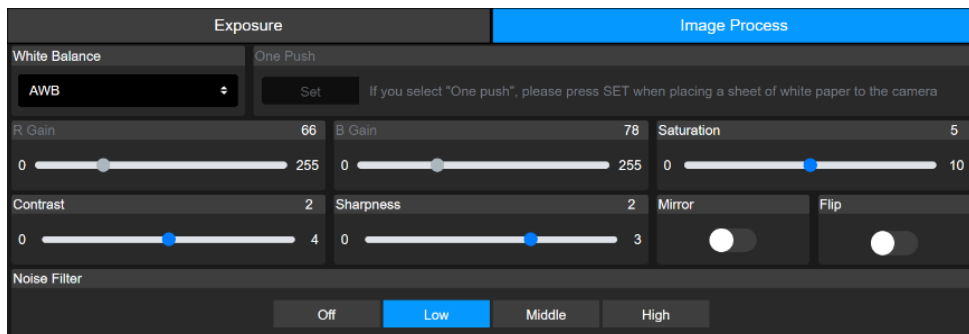 Exposure Image Process
White Balance One Push
AWB Set If you select "One push", please press SET when placing a sheet of white paper to the camera
R Gain 66 B Gain 78 Saturation 5
0 255 0 255 0 10
Contrast 2 Sharpness 2 Mirror Flip
0 4 0 3
Noise Filter
Off Low Middle High